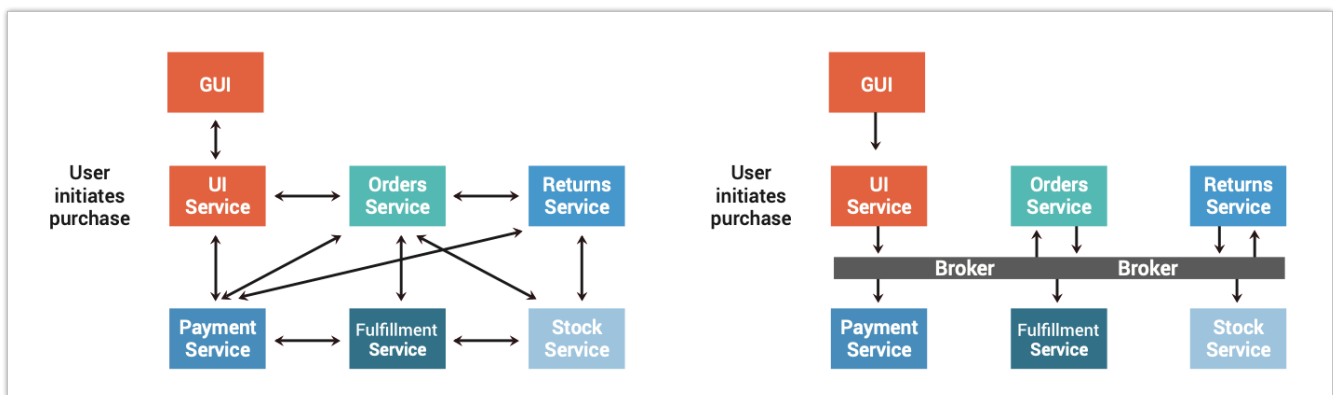 GUI
User
initiates
purchase
UI
Service
Orders
Service
Returns
Service
Payment
Service
Fulfillment
Service
Stock
Service
GUI
User
initiates
purchase
UI
Service
Orders
Service
Returns
Service
Broker
Broker
Payment
Service
Fulfillment
Service
Stock
Service